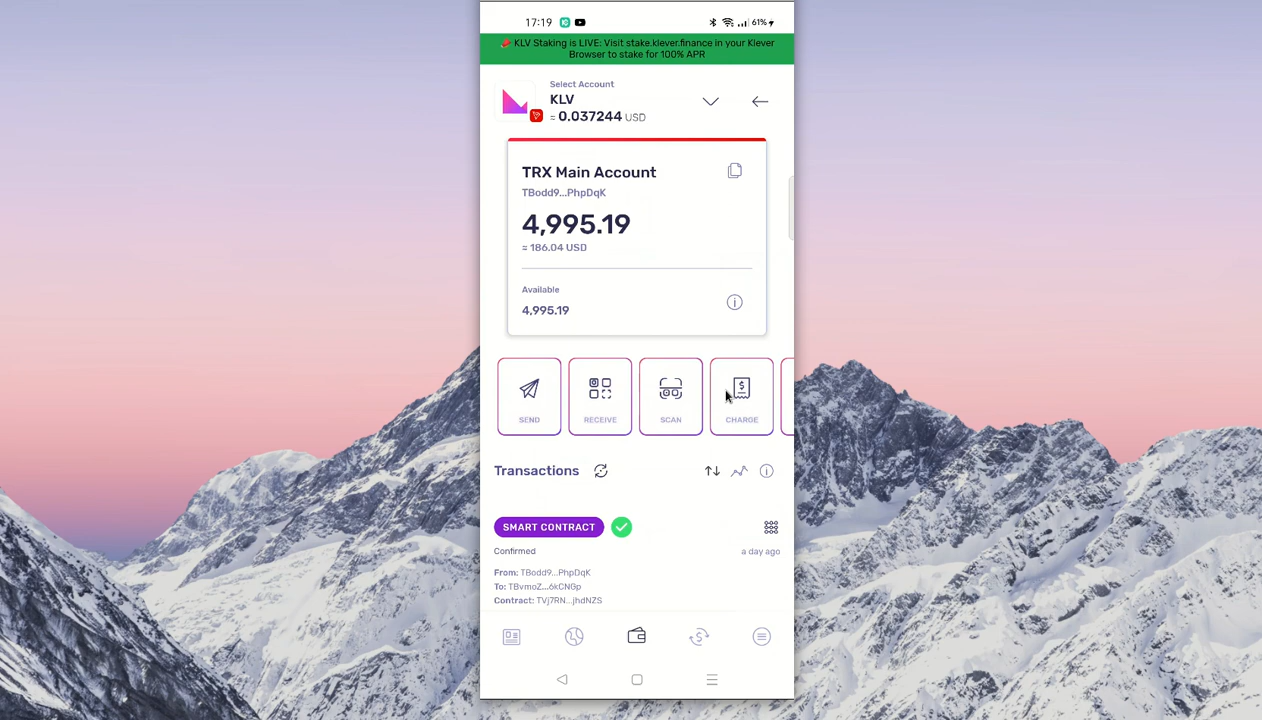 17:19
61%
KLV Staking is LIVE: Visit stake.klever.finance in your Klever
Browser to stake for 100% APR
Select Account
KLV
≈ 0.037244 USD
TRX Main Account
TBodd9...PhpDqK
4,995.19
≈ 186.04 USD
Available
4,995.19
SEND
RECEIVE
SCAN
CHARGE
Transactions
SMART CONTRACT
Confirmed
a day ago
From: TBodd9...PhpDqK
To: TBvmoZ...6kCNGp
Contract: TVj7RN...jhdNZS